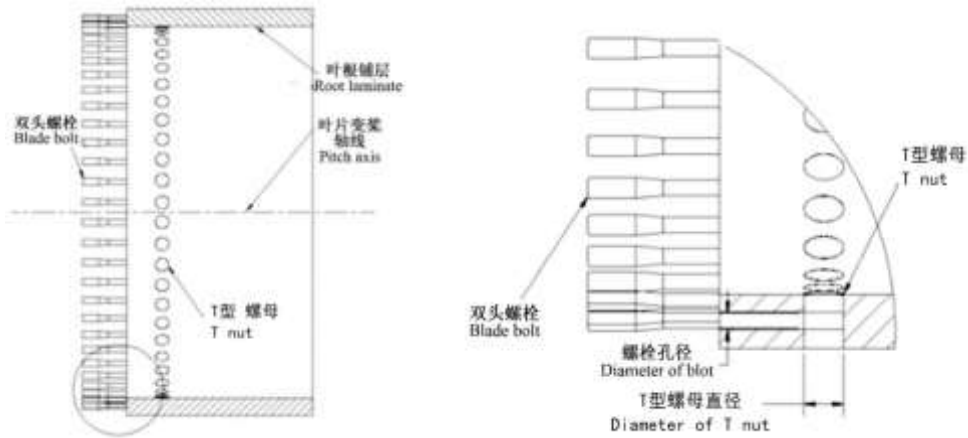 叶根铺层
Root laminate
叶片变桨
轴线
Pitch axis
双头螺栓
Blade bolt
T型 螺母
T nut
T型螺母
T nut
双头螺栓
Blade bolt
螺栓孔径
Diameter of blot
T型螺母直径
Diameter of T nut